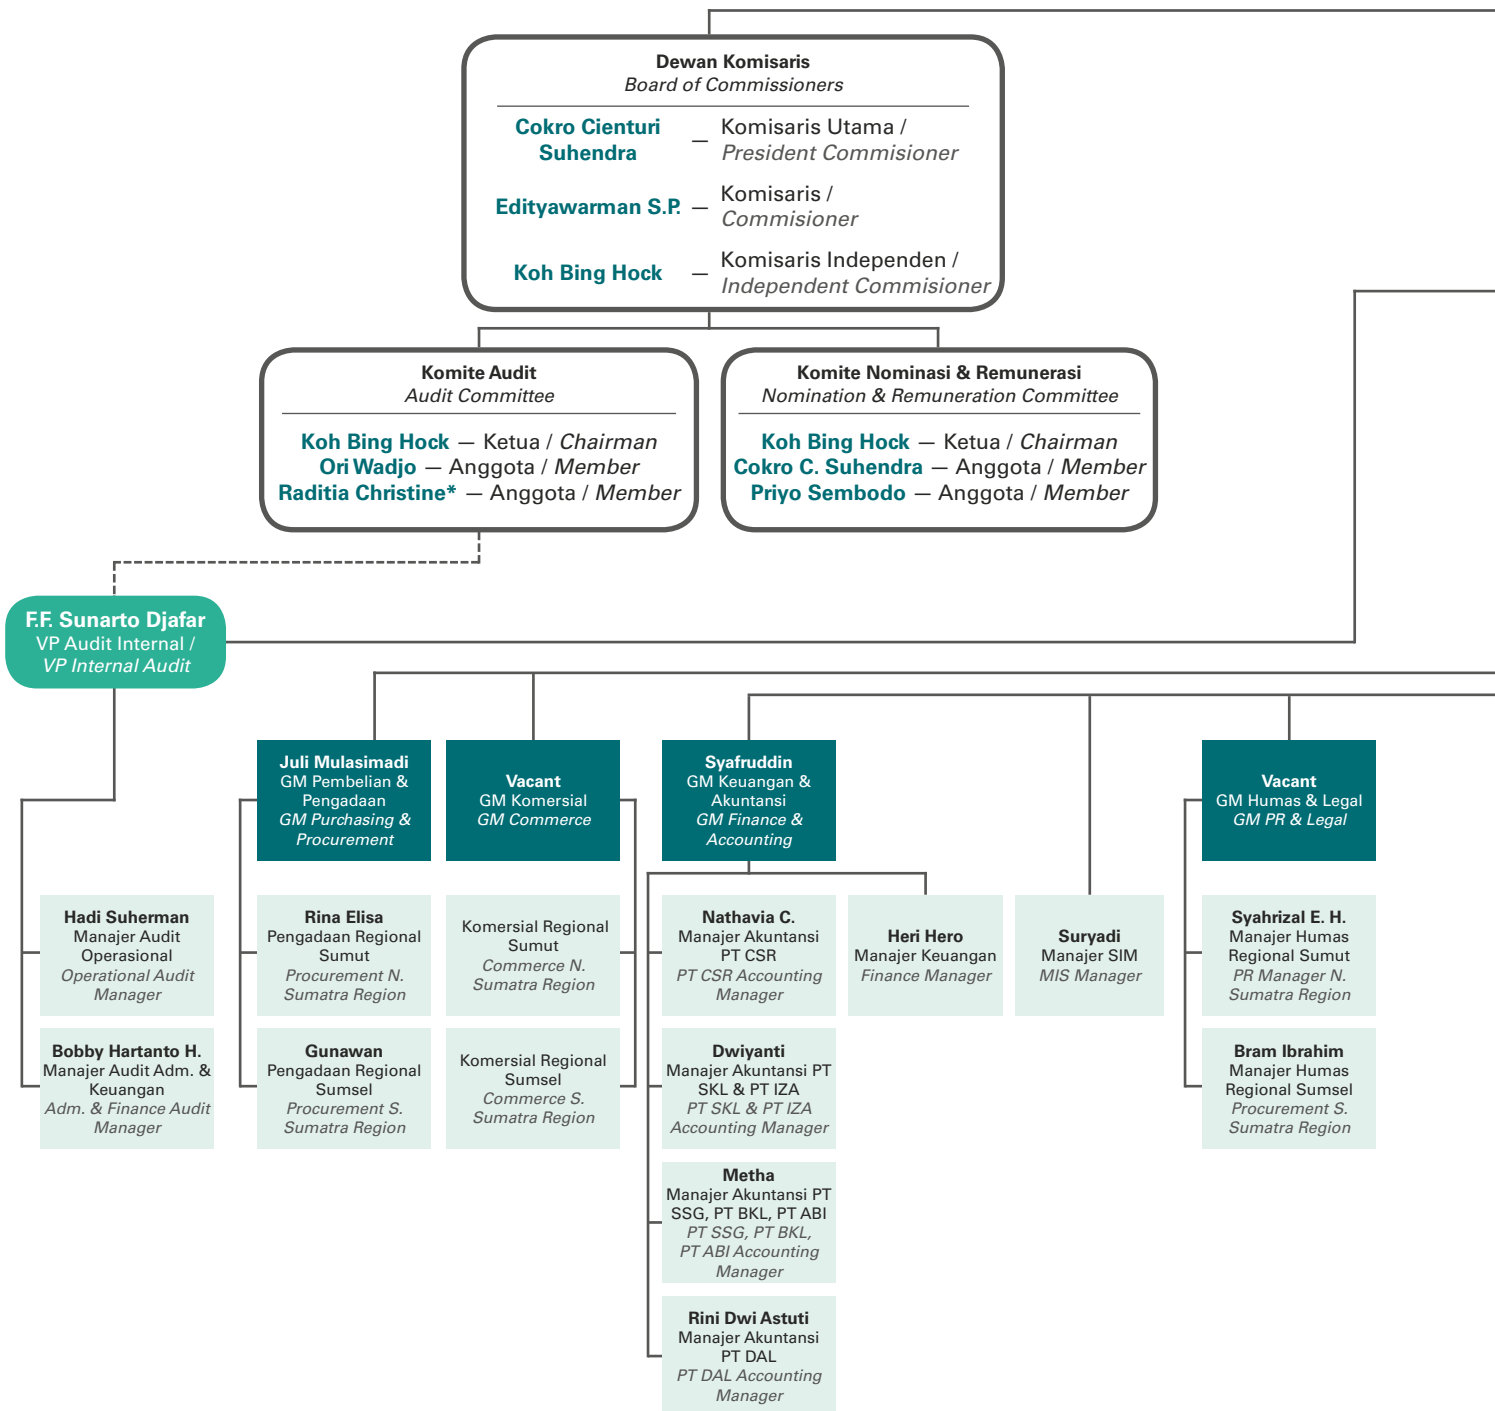 Dewan Komisaris
Board of Commissioners
Cokro Cienturi
Suhendra
—
Komisaris Utama /
President Commisioner
Edityawarman S.P. —
Komisaris /
Commisioner
Koh Bing Hock —
Komisaris Independen /
Independent Commisioner
Komite Audit
Audit Committee
Koh Bing Hock — Ketua / Chairman
Ori Wadjo — Anggota / Member
Raditia Christine* — Anggota / Member
Komite Nominasi & Remunerasi
Nomination & Remuneration Committee
Koh Bing Hock — Ketua / Chairman
Cokro C. Suhendra — Anggota / Member
Priyo Sembodo — Anggota / Member
F.F. Sunarto Djafar
VP Audit Internal /
VP Internal Audit
Juli Mulasimadi
GM Pembelian &
Pengadaan
GM Purchasing &
Procurement
Vacant
GM Komersial
GM Commerce
Syafruddin
GM Keuangan &
Akuntansi
GM Finance &
Accounting
Vacant
GM Humas & Legal
GM PR & Legal
Hadi Suherman
Manajer Audit
Operasional
Operational Audit
Manager
Rina Elisa
Pengadaan Regional
Sumut
Procurement N.
Sumatra Region
Komersial Regional
Sumut
Commerce N.
Sumatra Region
Nathavia C.
Manajer Akuntansi
PT CSR
PT CSR Accounting
Manager
Heri Hero
Manajer Keuangan
Finance Manager
Suryadi
Manajer SIM
MIS Manager
Syahrizal E. H.
Manajer Humas
Regional Sumut
PR Manager N.
Sumatra Region
Bobby Hartanto H.
Manajer Audit Adm. &
Keuangan
Adm. & Finance Audit
Manager
Gunawan
Pengadaan Regional
Sumsel
Procurement S.
Sumatra Region
Komersial Regional
Sumsel
Commerce S.
Sumatra Region
Dwiyanti
Manajer Akuntansi PT
SKL & PT IZA
PT SKL & PT IZA
Accounting Manager
Bram Ibrahim
Manajer Humas
Regional Sumsel
Procurement S.
Sumatra Region
Metha
Manajer Akuntansi PT
SSG, PT BKL, PT ABI
PT SSG, PT BKL,
PT ABI Accounting
Manager
Rini Dwi Astuti
Manajer Akuntansi
PT DAL
PT DAL Accounting
Manager